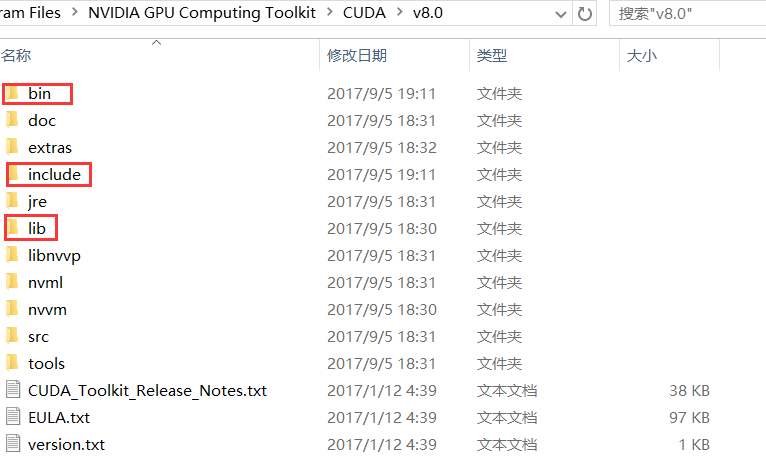 ram Files > NVIDIA GPU Computing Toolkit > CUDA > v8.0 搜索"v8.0"
名称 修改日期 类型 大小
bin 2017/9/5 19:11 文件夹
doc 2017/9/5 18:31 文件夹
extras 2017/9/5 18:32 文件夹
include 2017/9/5 19:11 文件夹
jre 2017/9/5 18:31 文件夹
lib 2017/9/5 18:30 文件夹
libnvvp 2017/9/5 18:31 文件夹
nvml 2017/9/5 18:31 文件夹
nvvm 2017/9/5 18:30 文件夹
src 2017/9/5 18:31 文件夹
tools 2017/9/5 18:31 文件夹
CUDA_Toolkit_Release_Notes.txt 2017/1/12 4:39 文本文档 38 KB
EULA.txt 2017/1/12 4:39 文本文档 97 KB
version.txt 2017/1/12 4:39 文本文档 1 KB